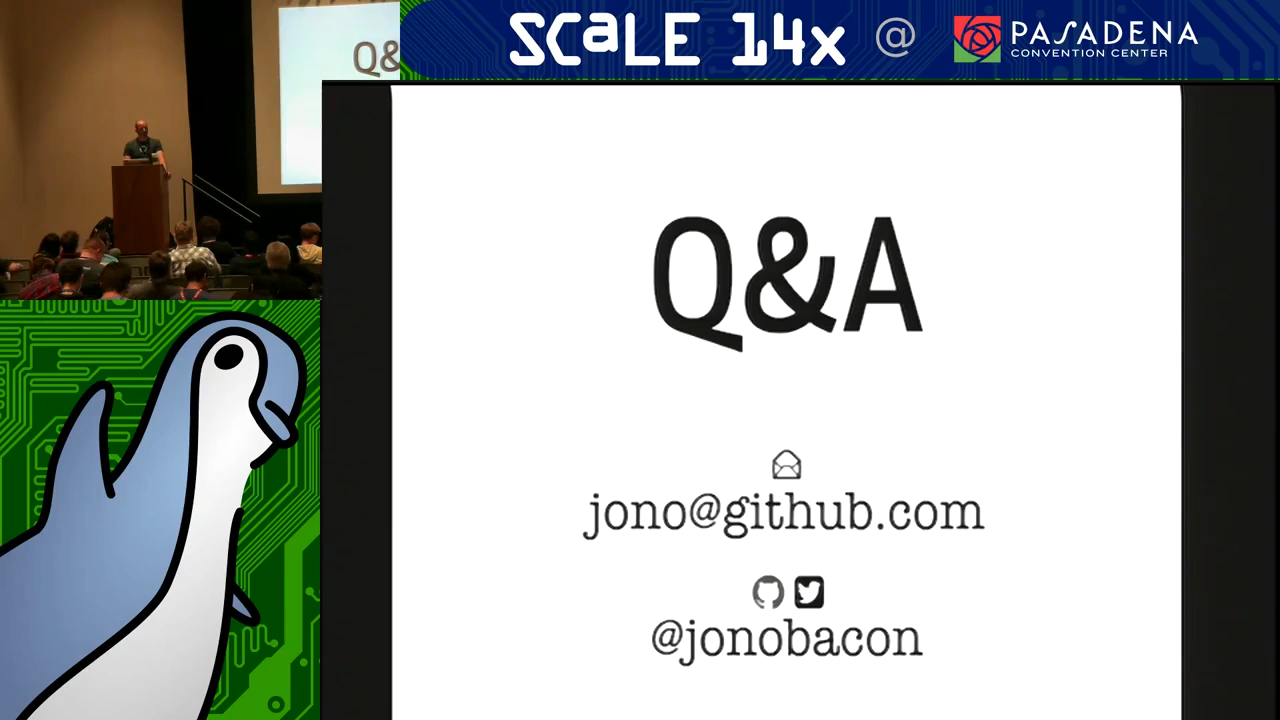 SCaLE 14x @ PASADENA
CONVENTION CENTER
Q&
Q&A
jono@github.com
@jonobacon